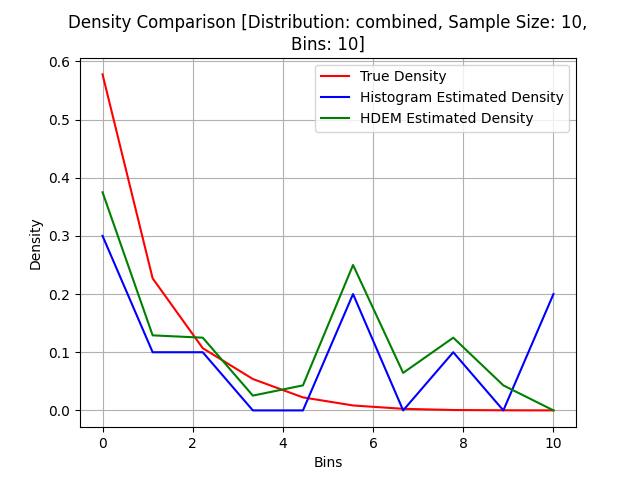 Density Comparison [Distribution: combined, Sample Size: 10,
Bins: 10]
True Density
Histogram Estimated Density
HDEM Estimated Density
Density
0.6
0.5
0.4
0.3
0.2
0.1
0.0
0 2 4 6 8 10
Bins